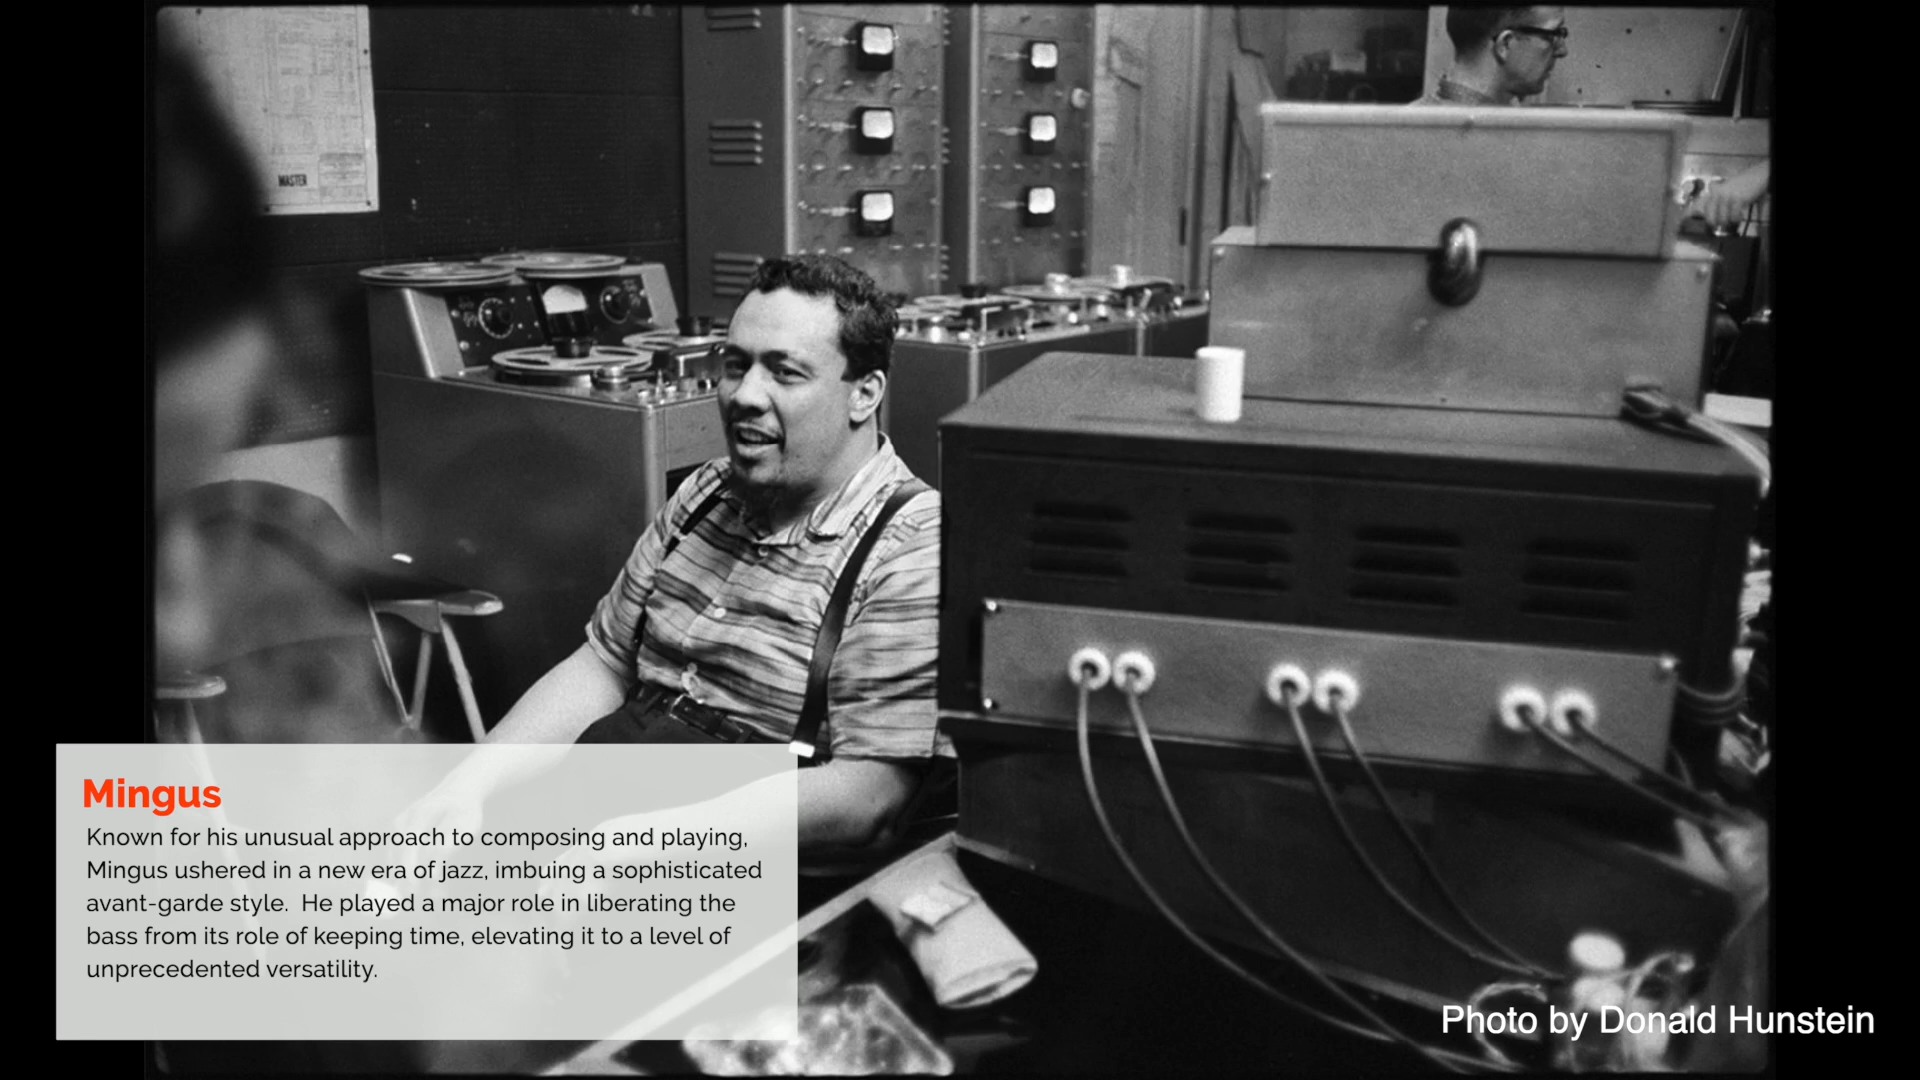 MASTER
Mingus
Known for his unusual approach to composing and playing,
Mingus ushered in a new era of jazz, imbuing a sophisticated
avant-garde style.  He played a major role in liberating the
bass from its role of keeping time, elevating it to a level of
unprecedented versatility.
Photo by Donald Hunstein